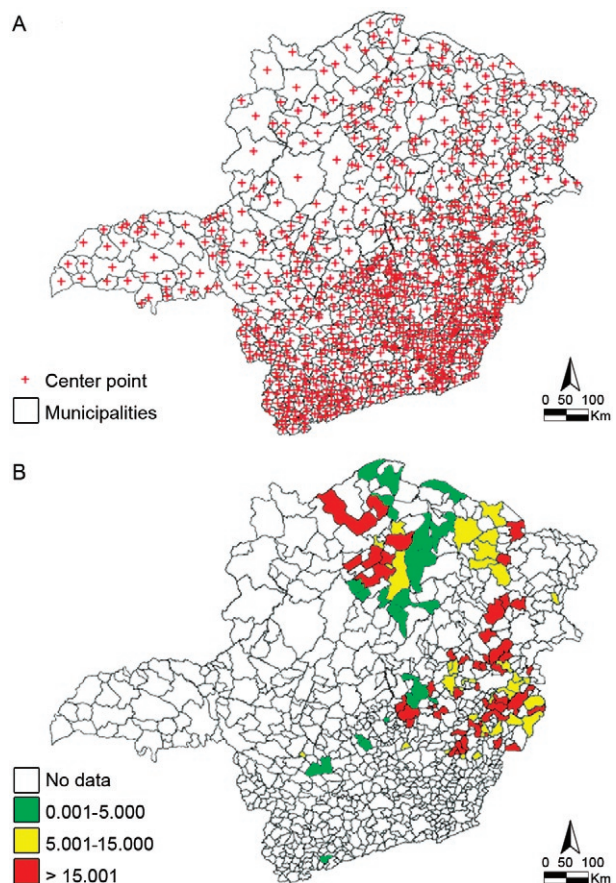 A
+ Center point
Municipalities
0 50 100
Km
B
No data
0.001-5.000
5.001-15.000
> 15.001
0 50 100
Km